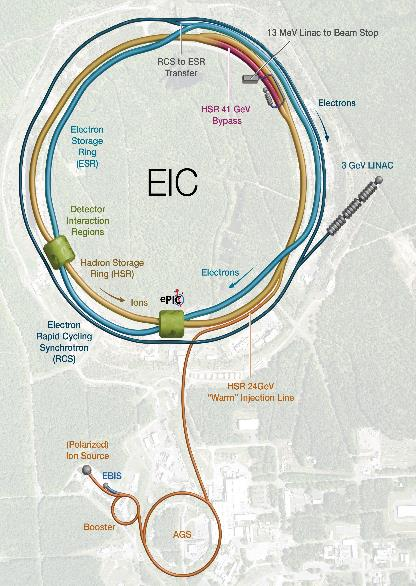 13 MeV Linac to Beam Stop
RCS to ESR
Transfer
HSR 41 GeV
Bypass
Electrons
Electron
Storage
Ring
(ESR)
EIC
3 GeV LINAC
Detector
Interaction
Regions
Hadron Storage
Ring (HSR)
Electrons
Ions
ePIC
Electron
Rapid Cycling
Synchrotron
(RCS)
HSR 24GeV
"Warm" Injection Line
(Polarized)
Ion Source
EBIS
Booster
AGS